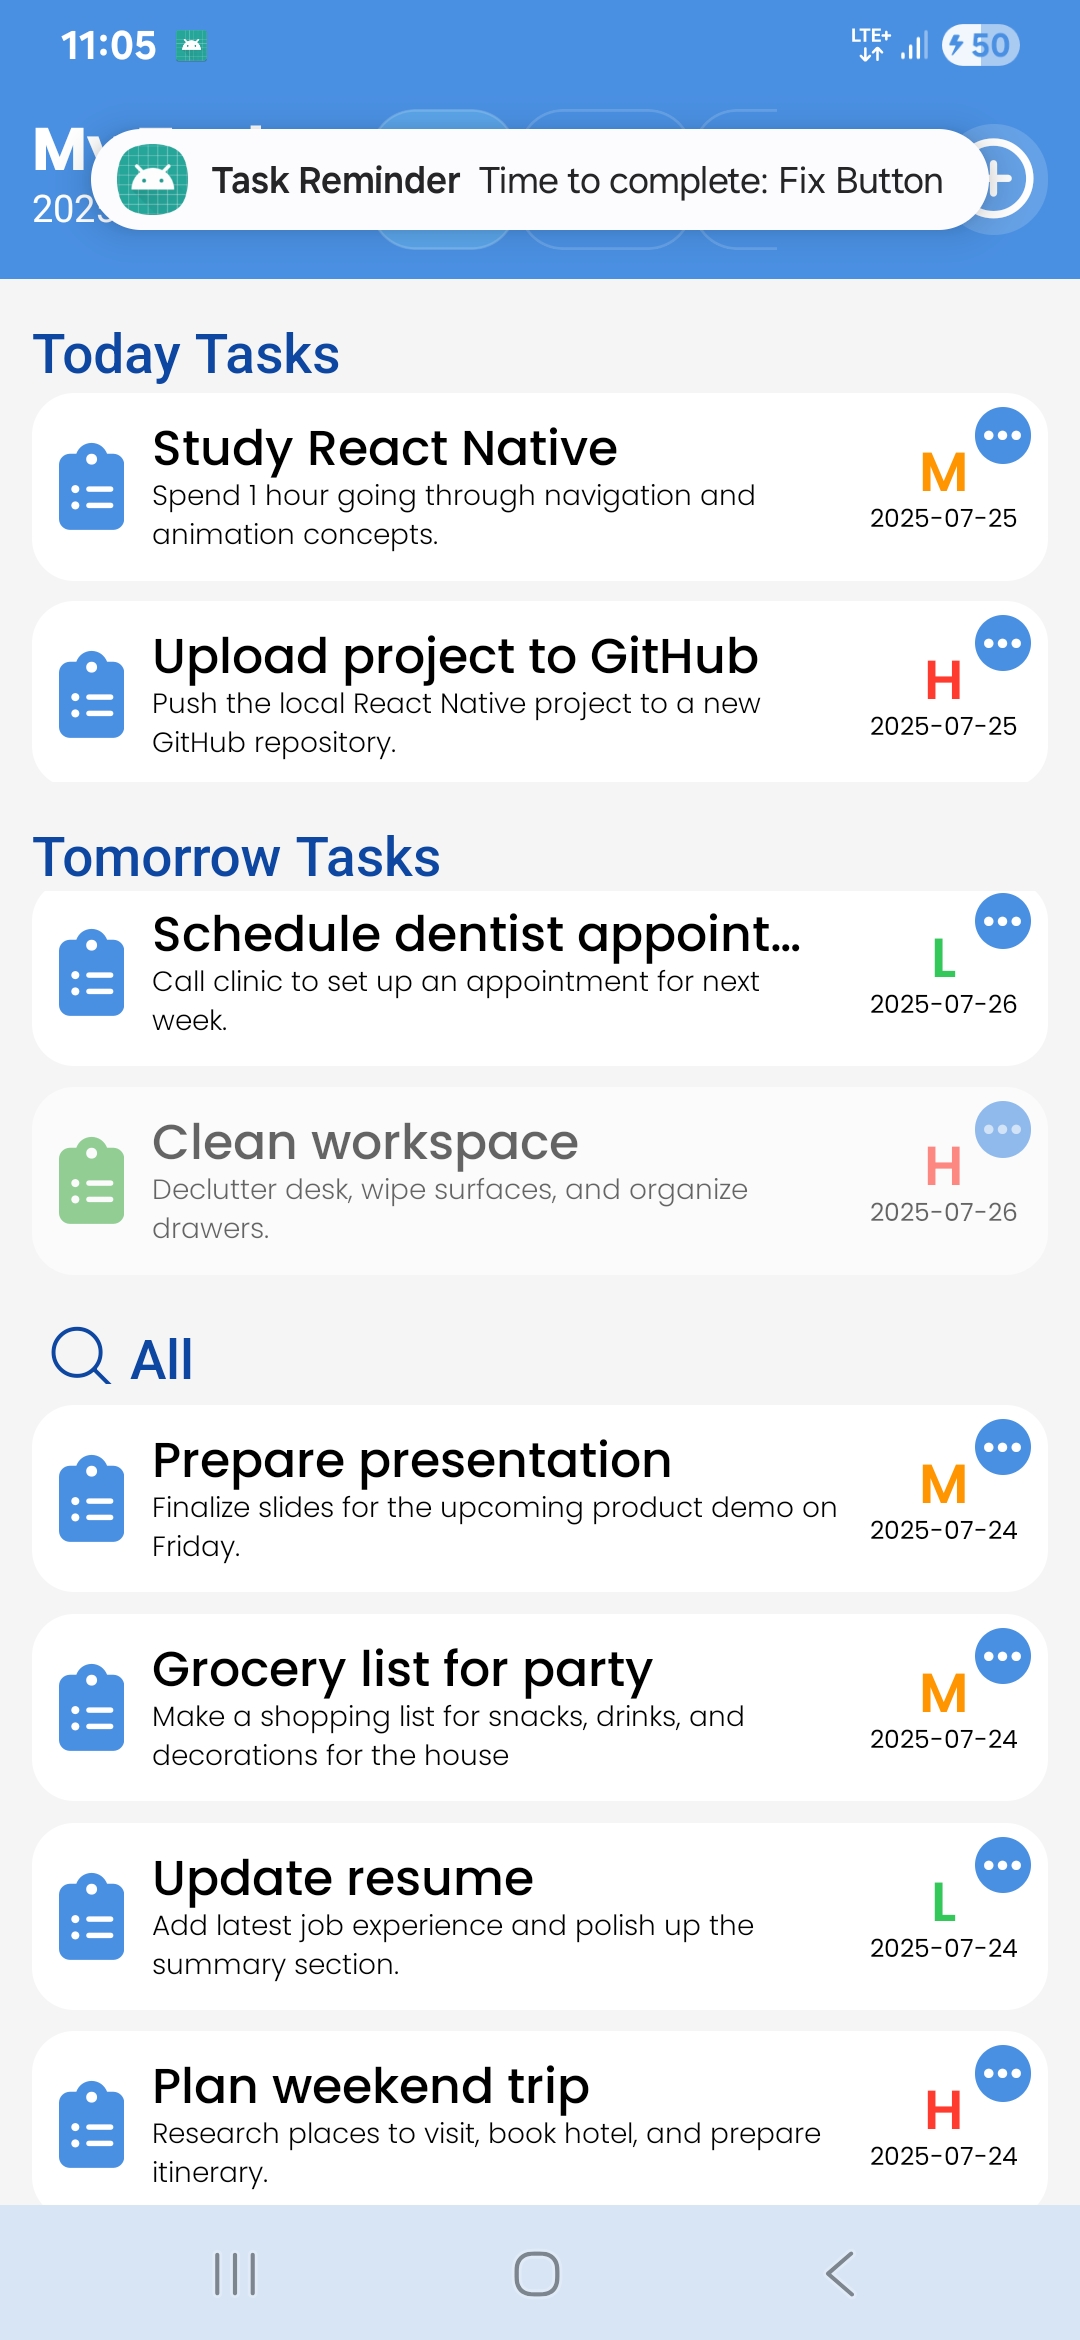 11:05
LTE+
50
My
202
Task Reminder Time to complete: Fix Button
Today Tasks
Study React Native
Spend 1 hour going through navigation and
animation concepts.
M
2025-07-25
Upload project to GitHub
Push the local React Native project to a new
GitHub repository.
H
2025-07-25
Tomorrow Tasks
Schedule dentist appoint...
Call clinic to set up an appointment for next
week.
L
2025-07-26
Clean workspace
Declutter desk, wipe surfaces, and organize
drawers.
H
2025-07-26
All
Prepare presentation
Finalize slides for the upcoming product demo on
Friday.
M
2025-07-24
Grocery list for party
Make a shopping list for snacks, drinks, and
decorations for the house
M
2025-07-24
Update resume
Add latest job experience and polish up the
summary section.
L
2025-07-24
Plan weekend trip
Research places to visit, book hotel, and prepare
itinerary.
H
2025-07-24